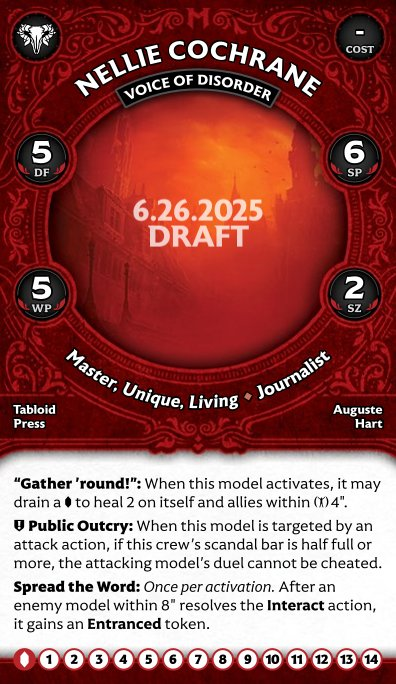 -
COST
NELLIE COCHRANE
VOICE OF DISORDER
5
DF
6
SP
6.26.2025
DRAFT
5
WP
2
SZ
Master, Unique, Living • Journalist
Tabloid
Press
Auguste
Hart
“Gather ’round!”: When this model activates, it may
drain a to heal 2 on itself and allies within 4".
Public Outcry: When this model is targeted by an
attack action, if this crew’s scandal bar is half full or
more, the attacking model’s duel cannot be cheated.
Spread the Word: Once per activation. After an
enemy model within 8" resolves the Interact action,
it gains an Entranced token.
1 2 3 4 5 6 7 8 9 10 11 12 13 14